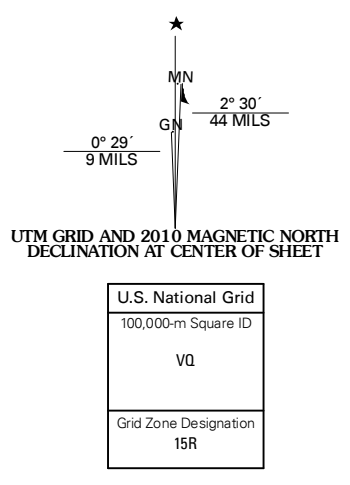 ★
MN
GN
2° 30´
44 MILS
0° 29´
9 MILS
UTM GRID AND 2010 MAGNETIC NORTH
DECLINATION AT CENTER OF SHEET
U.S. National Grid
100,000-m Square ID
VQ
Grid Zone Designation
15R